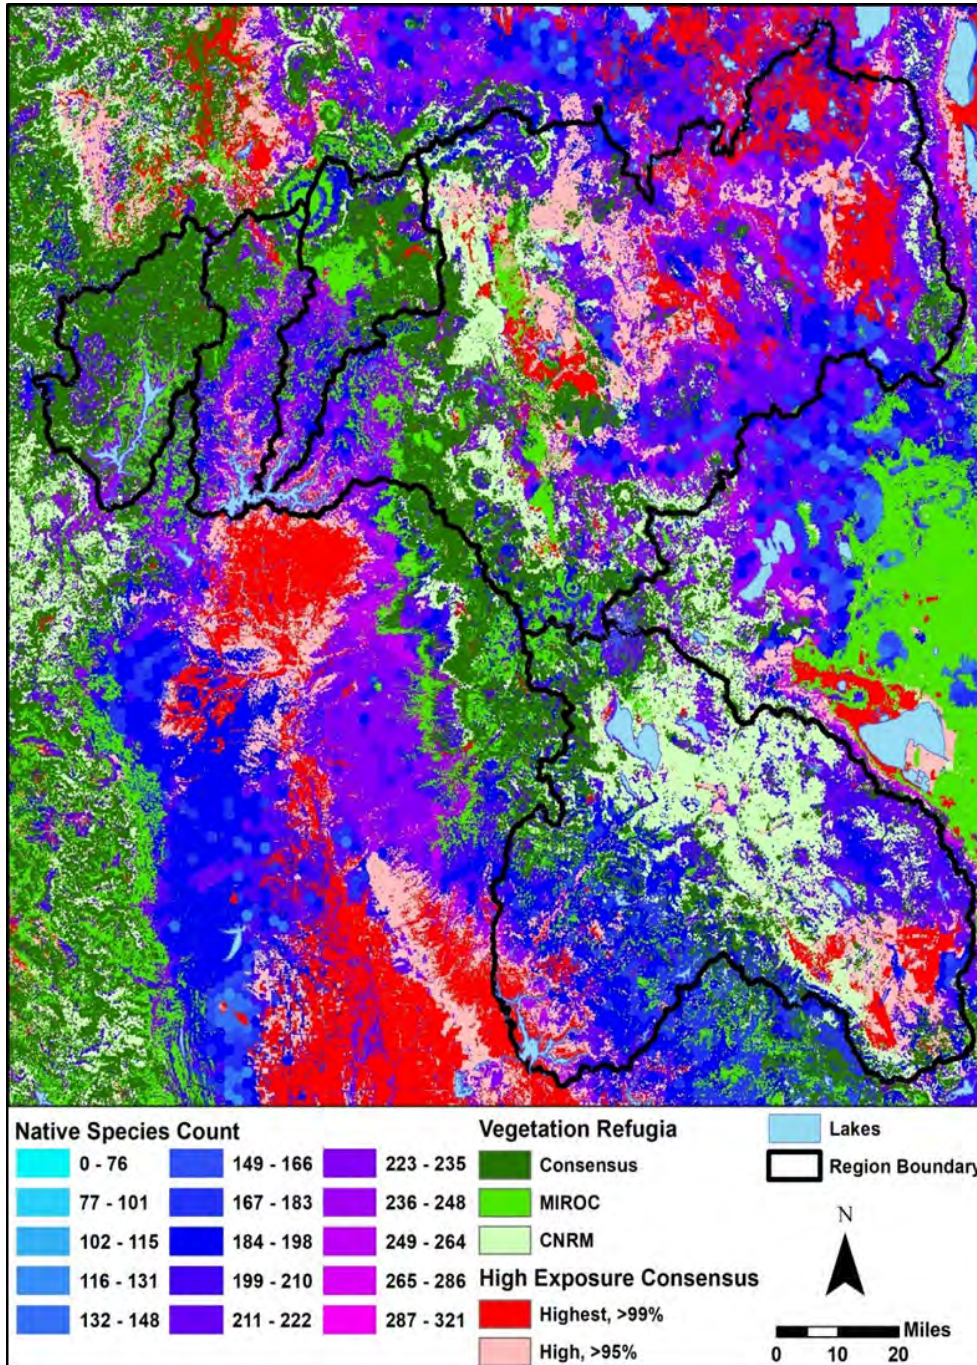 Native Species Count
0 - 76
77 - 101
102 - 115
116 - 131
132 - 148
149 - 166
167 - 183
184 - 198
199 - 210
211 - 222
223 - 235
236 - 248
249 - 264
265 - 286
287 - 321
Vegetation Refugia
Consensus
MIROC
CNRM
High Exposure Consensus
Highest, >99%
High, >95%
Lakes
Region Boundary
N
Miles
0 10 20